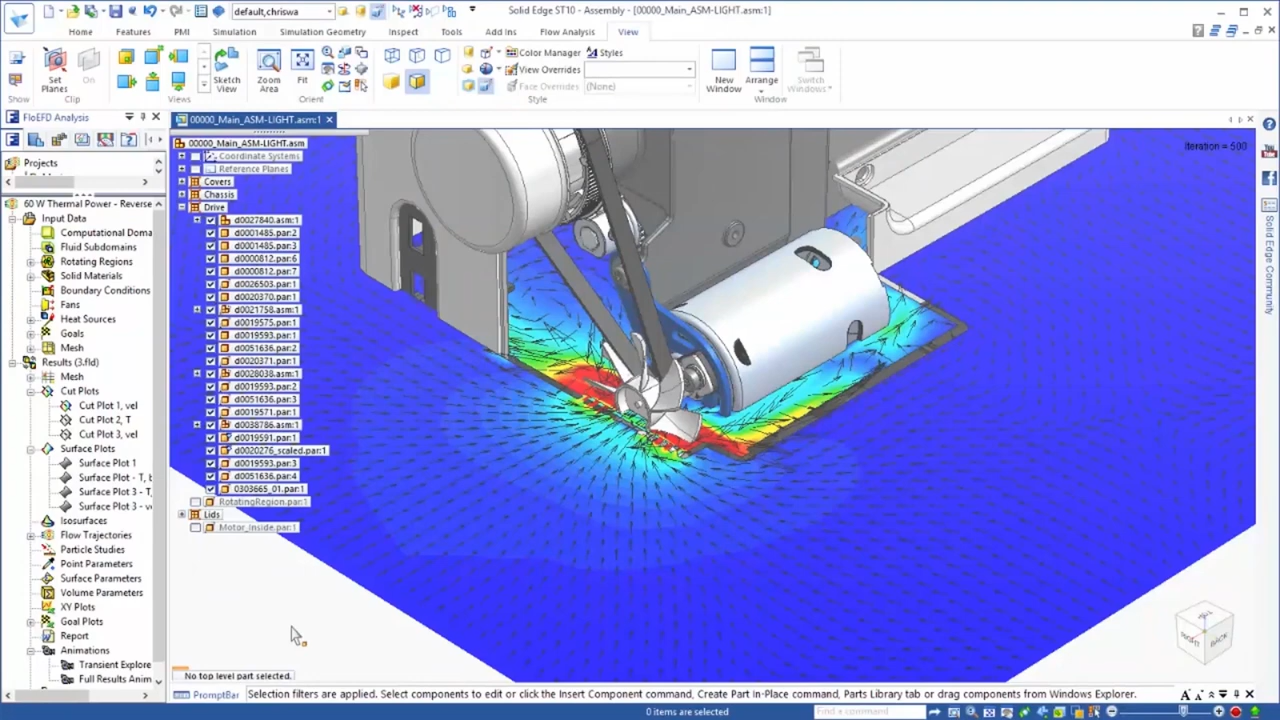 default,chriswa
Solid Edge ST10 - Assembly - [00000_Main_ASM-LIGHT.asm:1]
Home
Features
PMI
Simulation
Simulation Geometry
Inspect
Tools
Add Ins
Flow Analysis
View
Set Planes
On
Sketch View
Zoom Area
Fit
Color Manager
Styles
View Overrides
Face Overrides
(None)
New Window
Arrange
Switch Windows
Show
Clip
Views
Orient
Style
Window
FloEFD Analysis
00000_Main_ASM-LIGHT.asm:1
Projects
60 W Thermal Power - Reverse
Input Data
Computational Doma
Fluid Subdomains
Rotating Regions
Solid Materials
Boundary Conditions
Fans
Heat Sources
Goals
Mesh
Results (3.fld)
Mesh
Cut Plots
Cut Plot 1, vel
Cut Plot 2, T
Cut Plot 3, vel
Surface Plots
Surface Plot 1
Surface Plot - T, b
Surface Plot 3 - T,
Surface Plot 3 - v
Isosurfaces
Flow Trajectories
Particle Studies
Point Parameters
Surface Parameters
Volume Parameters
XY Plots
Goal Plots
Report
Animations
Transient Explore
Full Results Anim
00000_Main_ASM-LIGHT.asm
Coordinate Systems
Reference Planes
Covers
Chassis
Drive
d0027840.asm:1
d0001485.par:2
d0001485.par:3
d0000812.par:6
d0000812.par:7
d0026503.par:1
d0020370.par:1
d0021758.asm:1
d0019575.par:1
d0019593.par:1
d0051636.par:2
d0020371.par:1
d0028038.asm:1
d0019593.par:2
d0051636.par:3
d0019571.par:1
d0038786.asm:1
d0019591.par:1
d0020276_scaled.par:1
d0019593.par:3
d0051636.par:4
0303665_01.par:1
RotatingRegion.par:1
Lids
Motor_Inside.par:1
Iteration = 500
Solid Edge Community
RIGHT
BACK
No top level part selected.
PromptBar
Selection filters are applied. Select components to edit or click the Insert Component command, Create Part In-Place command, Parts Library tab or drag components from Windows Explorer.
0 items are selected
Find a command